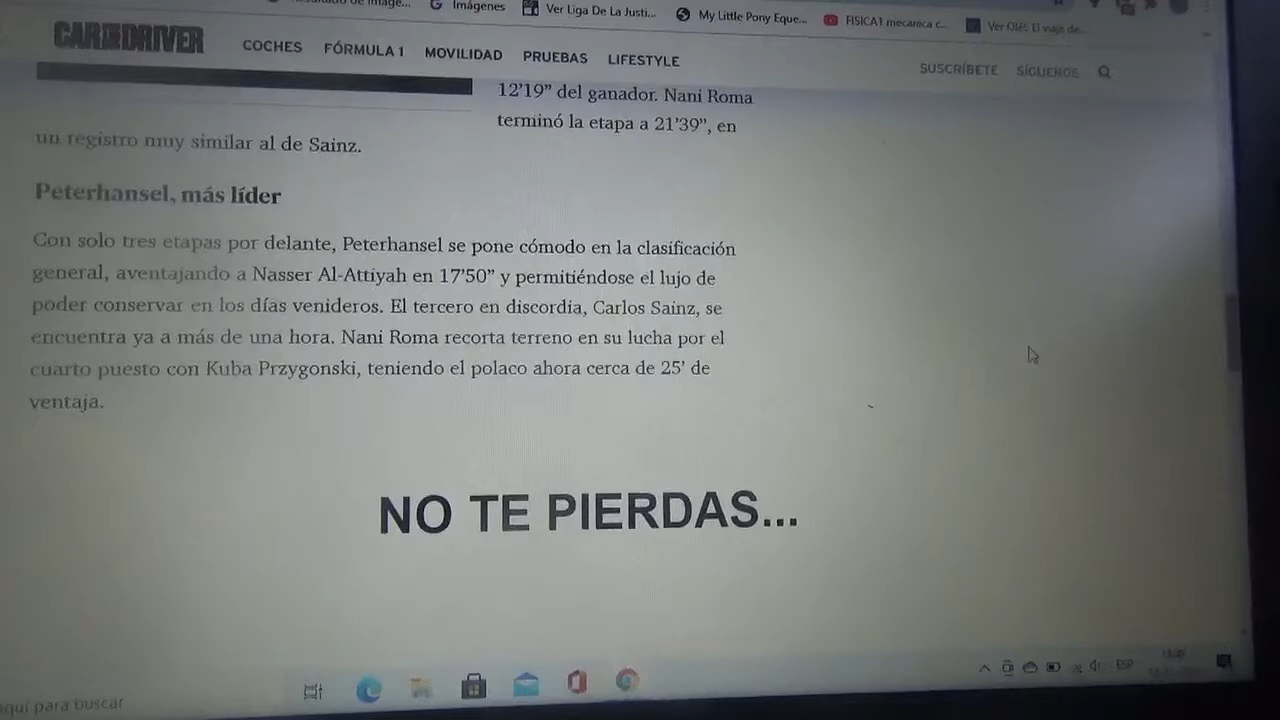 Imágenes
Ver Liga De La Justi...
My Little Pony Eque...
FISICA1 mecanica c...
Ver Olé! El viaje de...
CAR AND DRIVER
COCHES
FÓRMULA 1
MOVILIDAD
PRUEBAS
LIFESTYLE
SUSCRÍBETE
SÍGUENOS
12'19” del ganador. Nani Roma
terminó la etapa a 21'39”, en
un registro muy similar al de Sainz.
Peterhansel, más líder
Con solo tres etapas por delante, Peterhansel se pone cómodo en la clasificación
general, aventajando a Nasser Al-Attiyah en 17'50” y permitiéndose el lujo de
poder conservar en los días venideros. El tercero en discordia, Carlos Sainz, se
encuentra ya a más de una hora. Nani Roma recorta terreno en su lucha por el
cuarto puesto con Kuba Przygonski, teniendo el polaco ahora cerca de 25' de
ventaja.
NO TE PIERDAS...
aquí para buscar
ESP